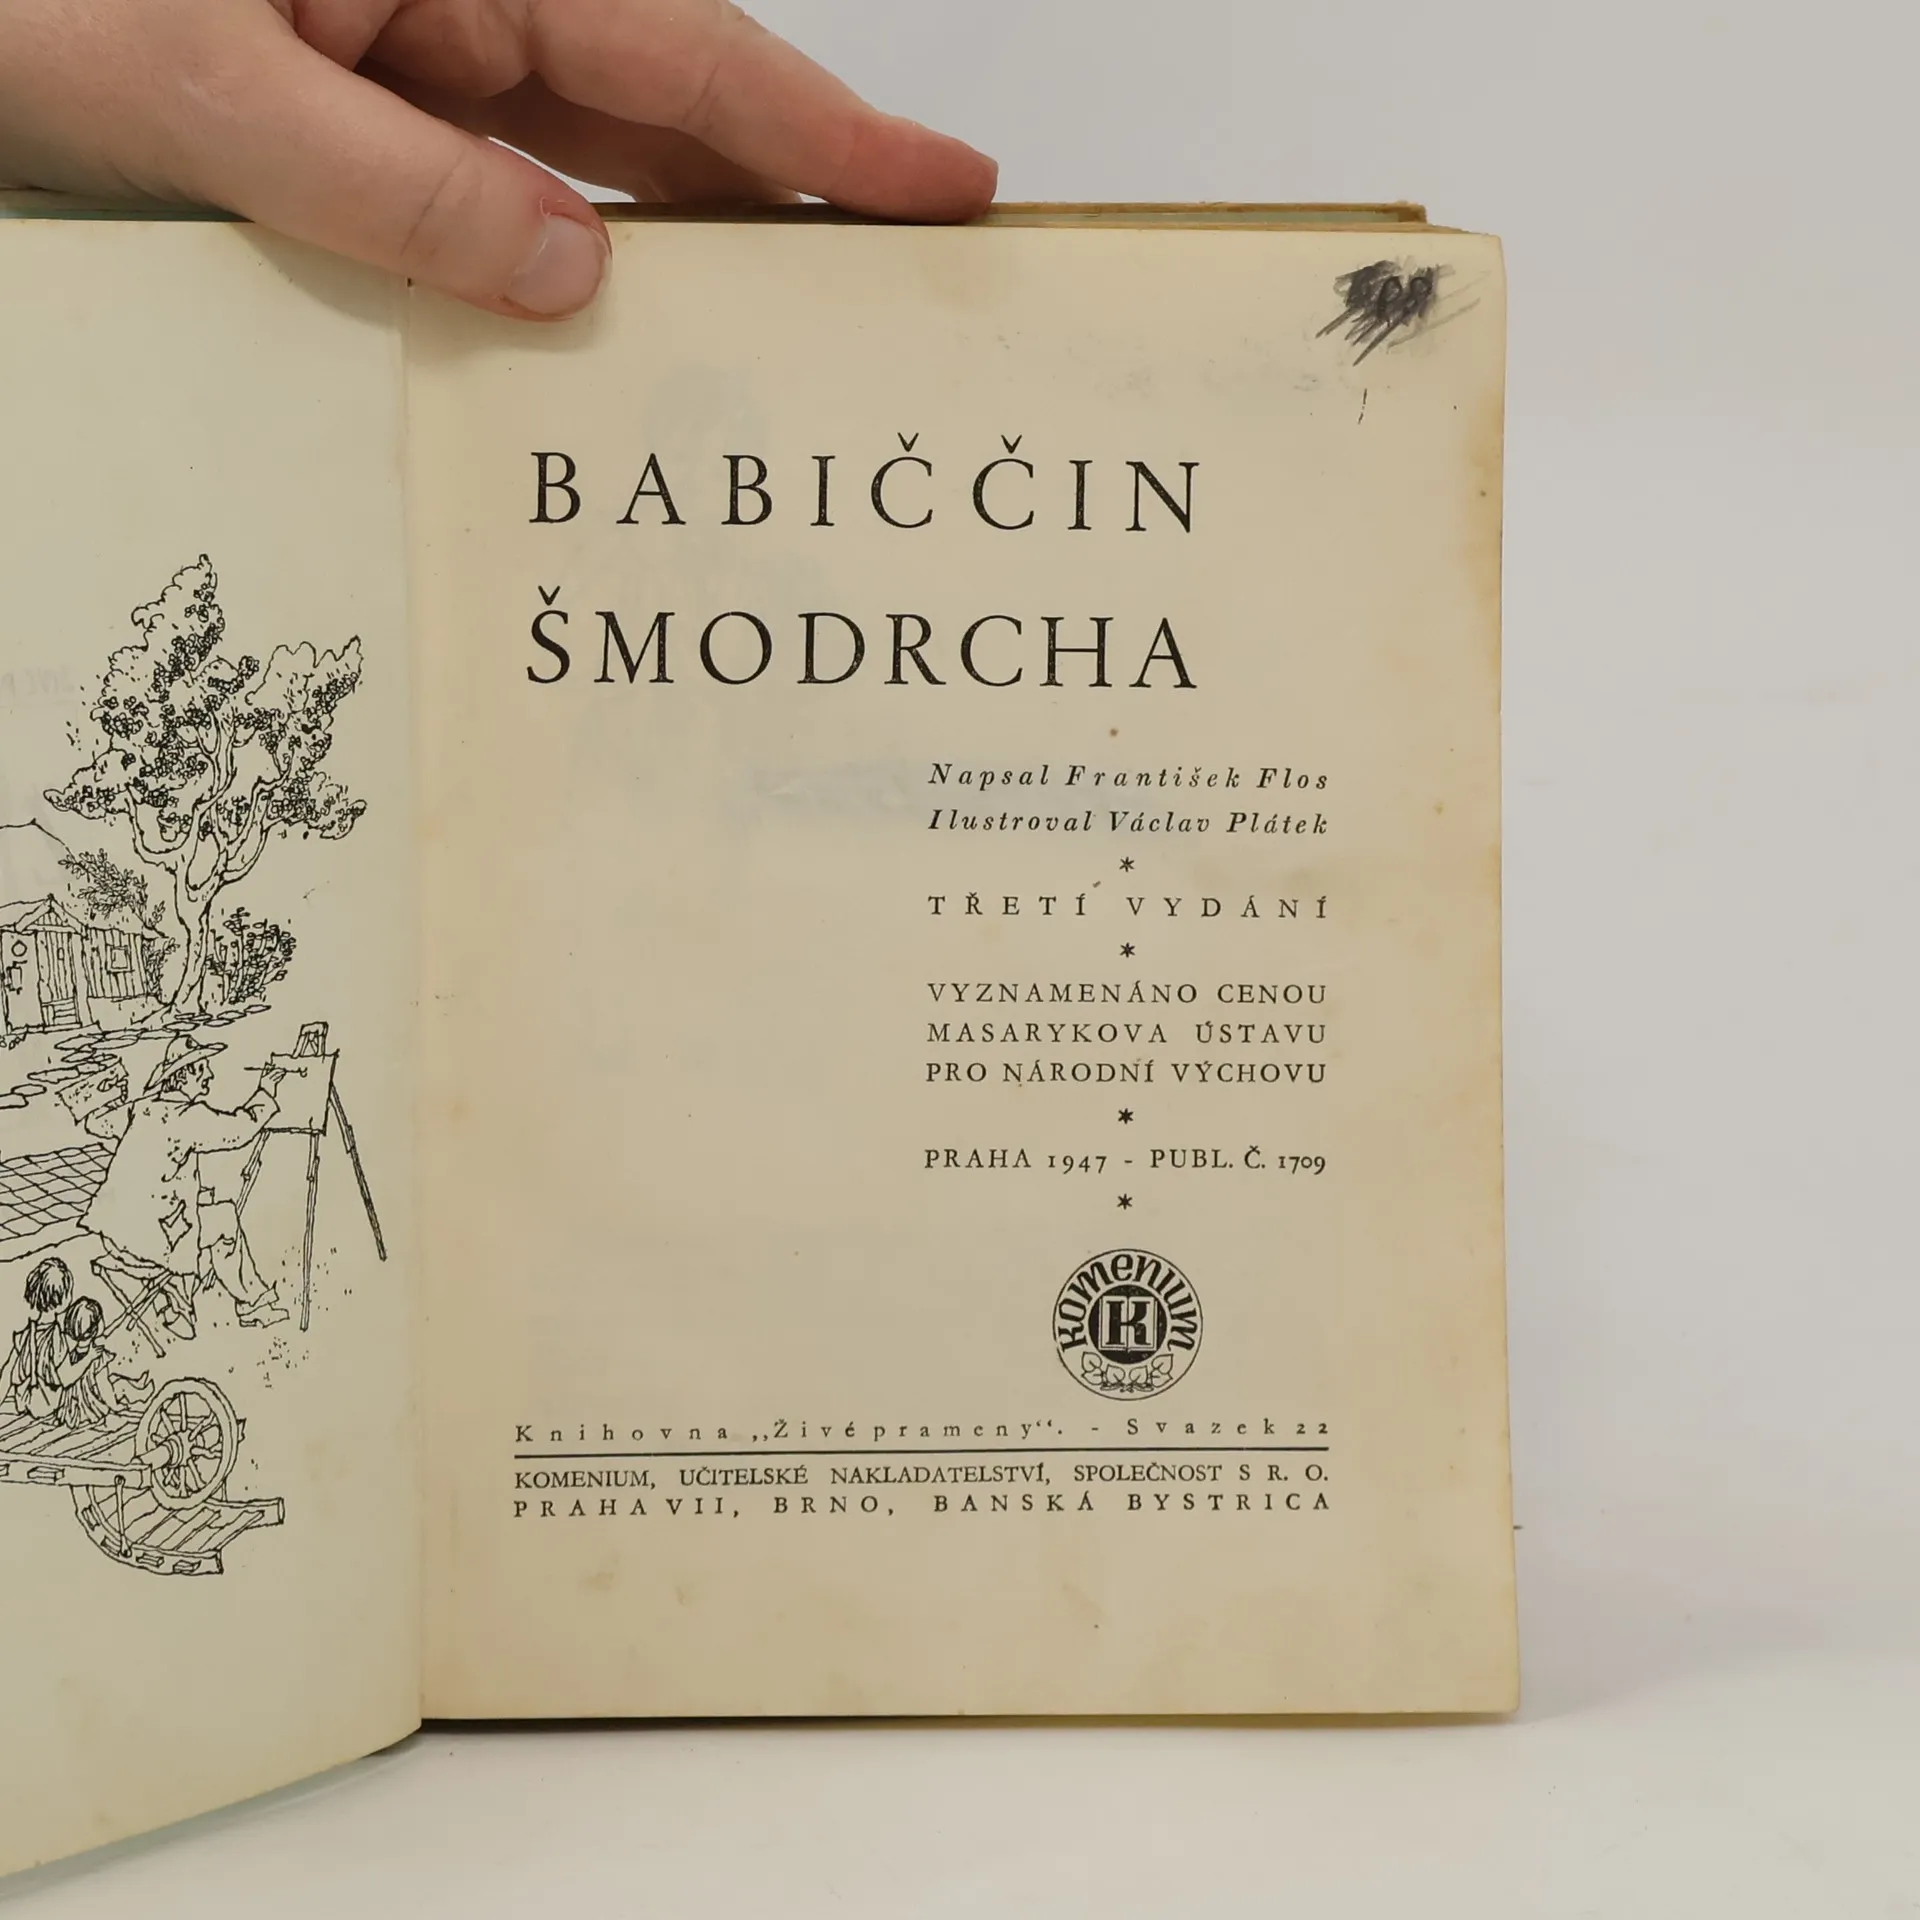 BABIČČIN
ŠMODRCHA
Napsal František Flos
Ilustroval Václav Plátek
*
TŘETÍ VYDÁNÍ
*
VYZNAMENÁNO CENOU
MASARYKOVA ÚSTAVU
PRO NÁRODNÍ VÝCHOVU
*
PRAHA 1947 - PUBL. Č. 1709
*
KOMENIUM
K
Knihovna „Živé prameny“. - Svazek 22
KOMENIUM, UČITELSKÉ NAKLADATELSTVÍ, SPOLEČNOST S R. O.
PRAHA VII, BRNO, BANSKÁ BYSTRICA